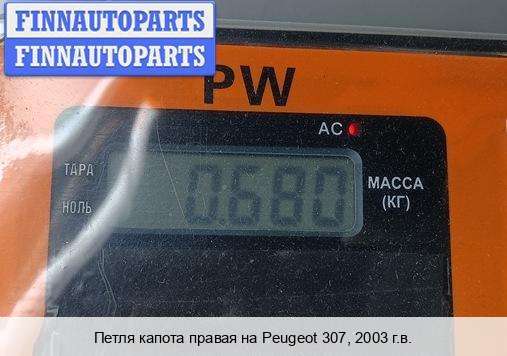 FINNAUTOPARTS
FINNAUTOPARTS
PW
AC
ТАРА
НОЛЬ
0.680
МАССА
(КГ)
Петля капота правая на Peugeot 307, 2003 г.в.